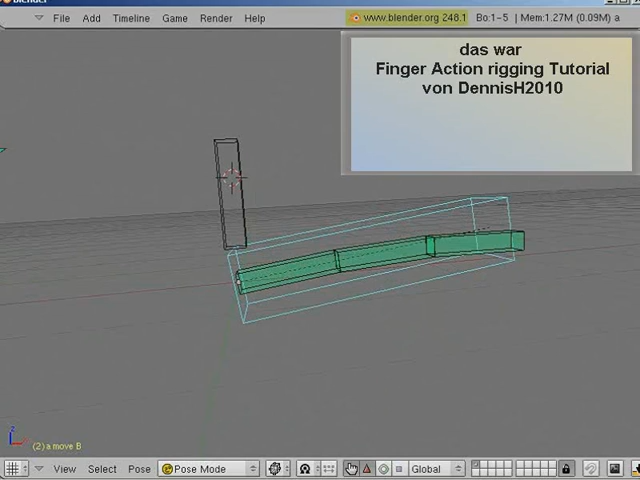 File Add Timeline Game Render Help www.blender.org 248.1 Bo:1-5 | Mem:1.27M (0.09M) a
das war
Finger Action rigging Tutorial
von DennisH2010
z
(2) a move B
View Select Pose Pose Mode Global